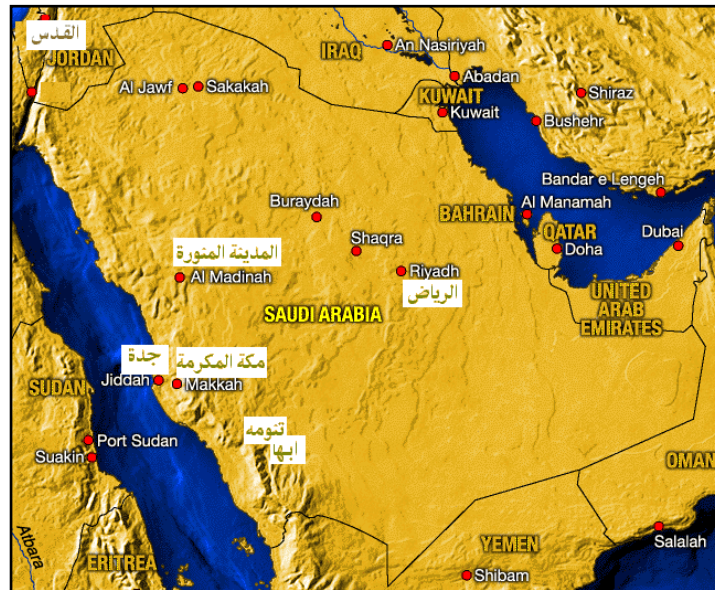 القدس
JORDAN
IRAQ
An Nasiriyah
Abadan
Al Jawf
Sakakah
KUWAIT
Kuwait
Shiraz
Bushehr
Bandar e Lengeh
Buraydah
BAHRAIN
Al Manamah
QATAR
Doha
Dubai
Shaqra
المدينة المنورة
Al Madinah
Riyadh
الرياض
UNITED
ARAB
EMIRATES
SAUDI ARABIA
جدة
مكة المكرمة
Jiddah
Makkah
SUDAN
Port Sudan
Suakin
تنومه
ابها
OMAN
Atbara
ERITREA
YEMEN
Salalah
Shibam